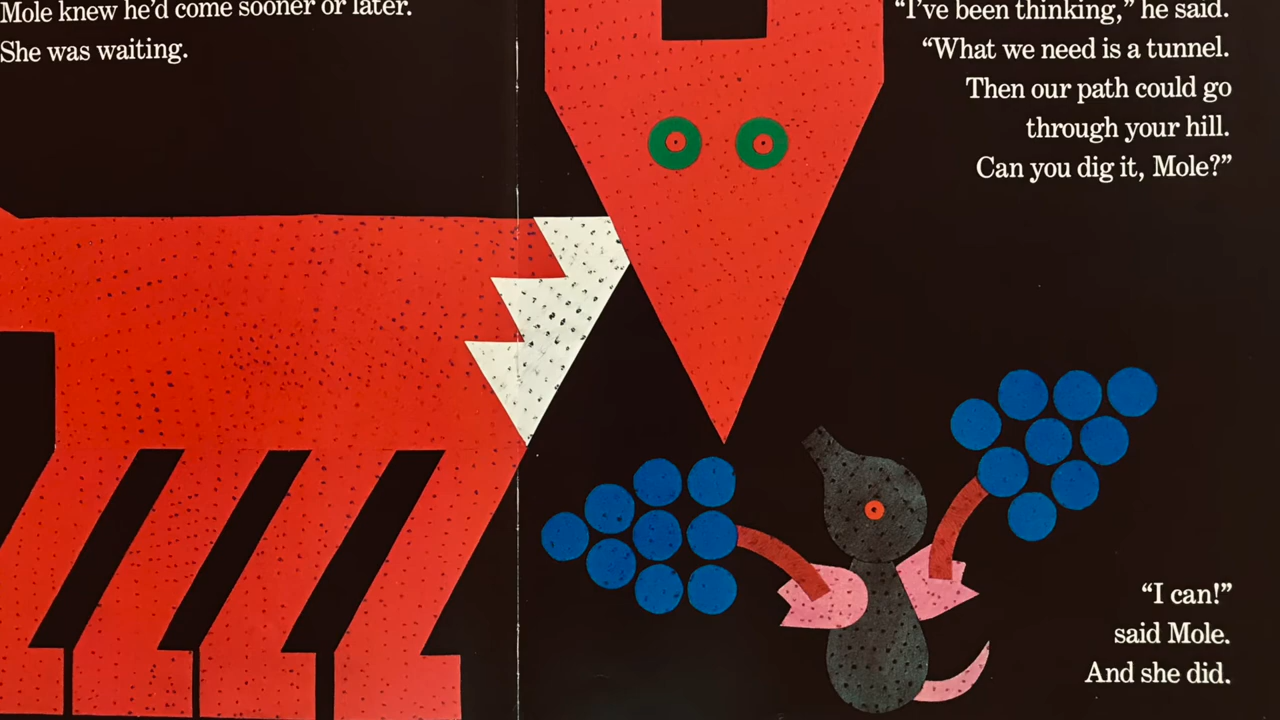 Mole knew he’d come sooner or later.
She was waiting.
“I’ve been thinking,” he said.
“What we need is a tunnel.
Then our path could go
through your hill.
Can you dig it, Mole?”
“I can!”
said Mole.
And she did.